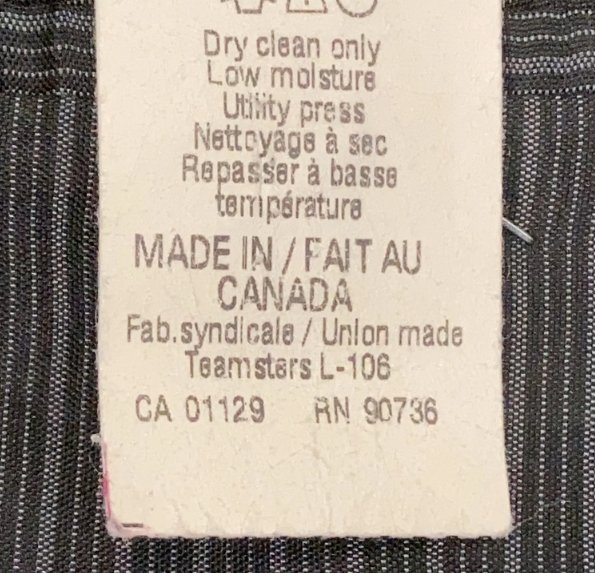 Dry clean only
Low moisture
Utility press
Nettoyage à sec
Repasser à basse
température
MADE IN / FAIT AU
CANADA
Fab.syndicale / Union made
Teamsters L-106
CA 01129 RN 90736